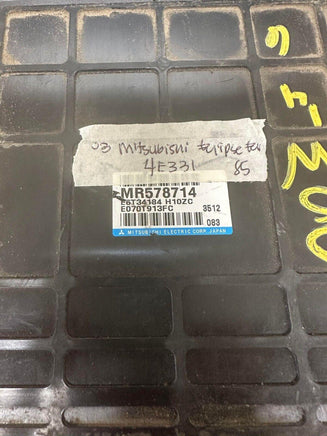 03 Mitsubishi Eclipse
4E331 85
MR578714
E6T34184 H10ZC
E070T913FC 3512
083
MITSUBISHI ELECTRIC CORP. JAPAN